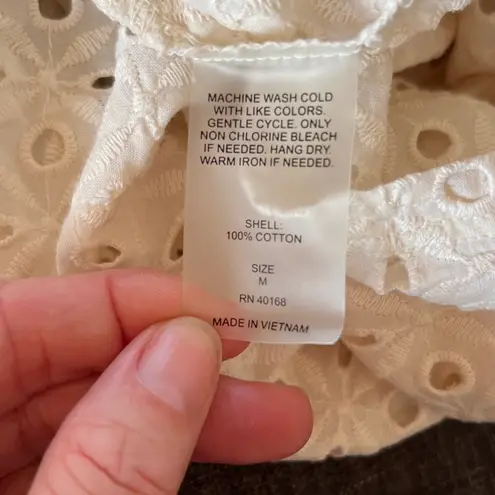 MACHINE WASH COLD
WITH LIKE COLORS.
GENTLE CYCLE. ONLY
NON CHLORINE BLEACH
IF NEEDED. HANG DRY.
WARM IRON IF NEEDED.
SHELL:
100% COTTON
SIZE
M
RN 40168
MADE IN VIETNAM